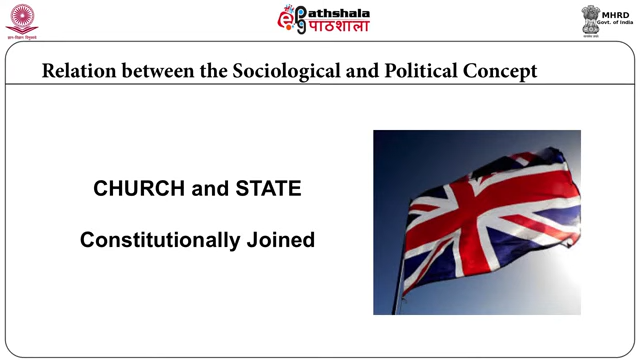 Pathshala
पाठशाला
MHRD
Govt. of India
Relation between the Sociological and Political Concept
CHURCH and STATE
Constitutionally Joined